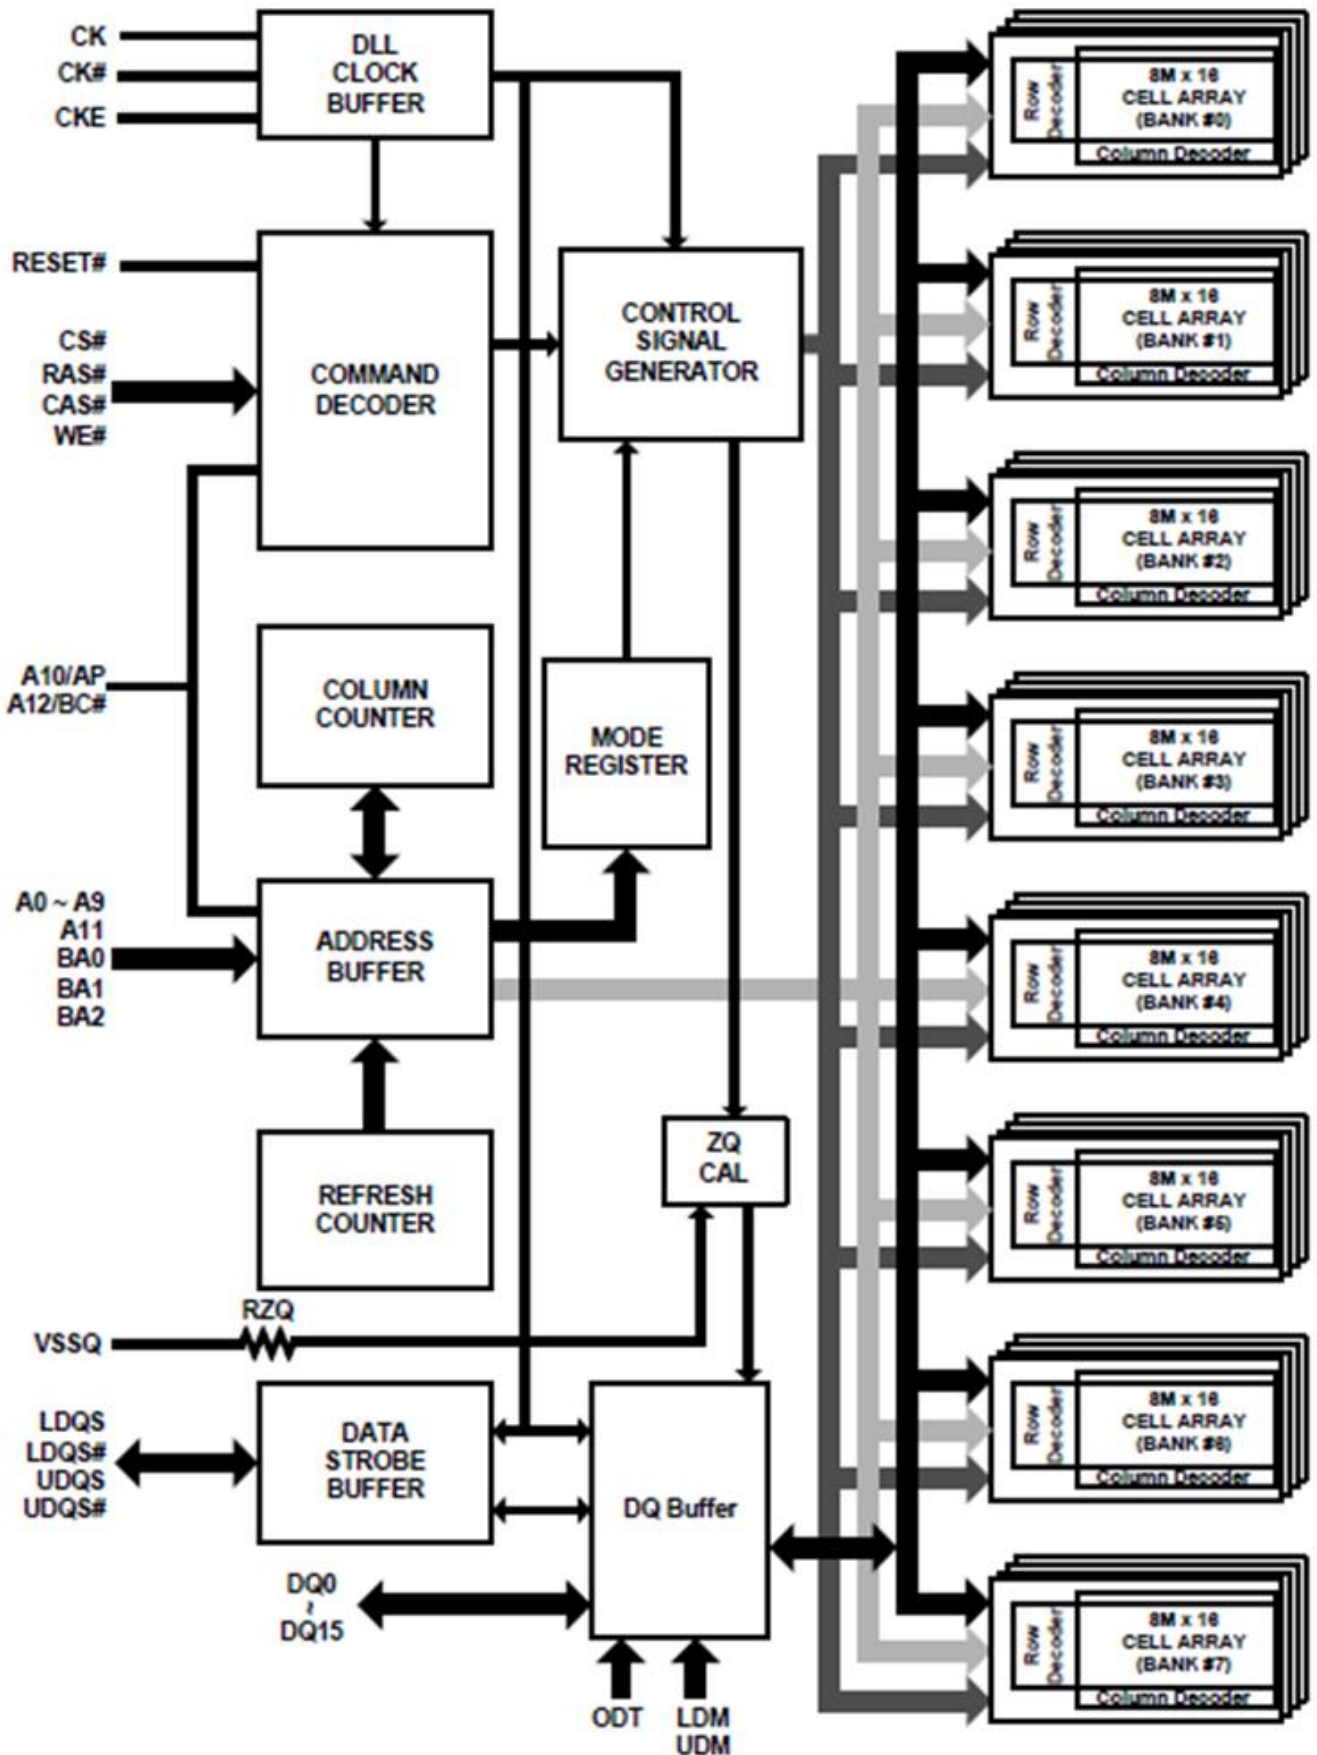 CK
CK#
CKE
DLL
CLOCK
BUFFER
RESET#
CS#
RAS#
CAS#
WE#
COMMAND
DECODER
CONTROL
SIGNAL
GENERATOR
A10/AP
A12/BC#
COLUMN
COUNTER
MODE
REGISTER
A0 ~ A9
A11
BA0
BA1
BA2
ADDRESS
BUFFER
REFRESH
COUNTER
ZQ
CAL
RZQ
VSSQ
LDQS
LDQS#
UDQS
UDQS#
DATA
STROBE
BUFFER
DQ Buffer
DQ0
~
DQ15
ODT
LDM
UDM
Row
Decoder
8M x 16
CELL ARRAY
(BANK #0)
Column Decoder
Row
Decoder
8M x 16
CELL ARRAY
(BANK #1)
Column Decoder
Row
Decoder
8M x 16
CELL ARRAY
(BANK #2)
Column Decoder
Row
Decoder
8M x 16
CELL ARRAY
(BANK #3)
Column Decoder
Row
Decoder
8M x 16
CELL ARRAY
(BANK #4)
Column Decoder
Row
Decoder
8M x 16
CELL ARRAY
(BANK #5)
Column Decoder
Row
Decoder
8M x 16
CELL ARRAY
(BANK #6)
Column Decoder
Row
Decoder
8M x 16
CELL ARRAY
(BANK #7)
Column Decoder